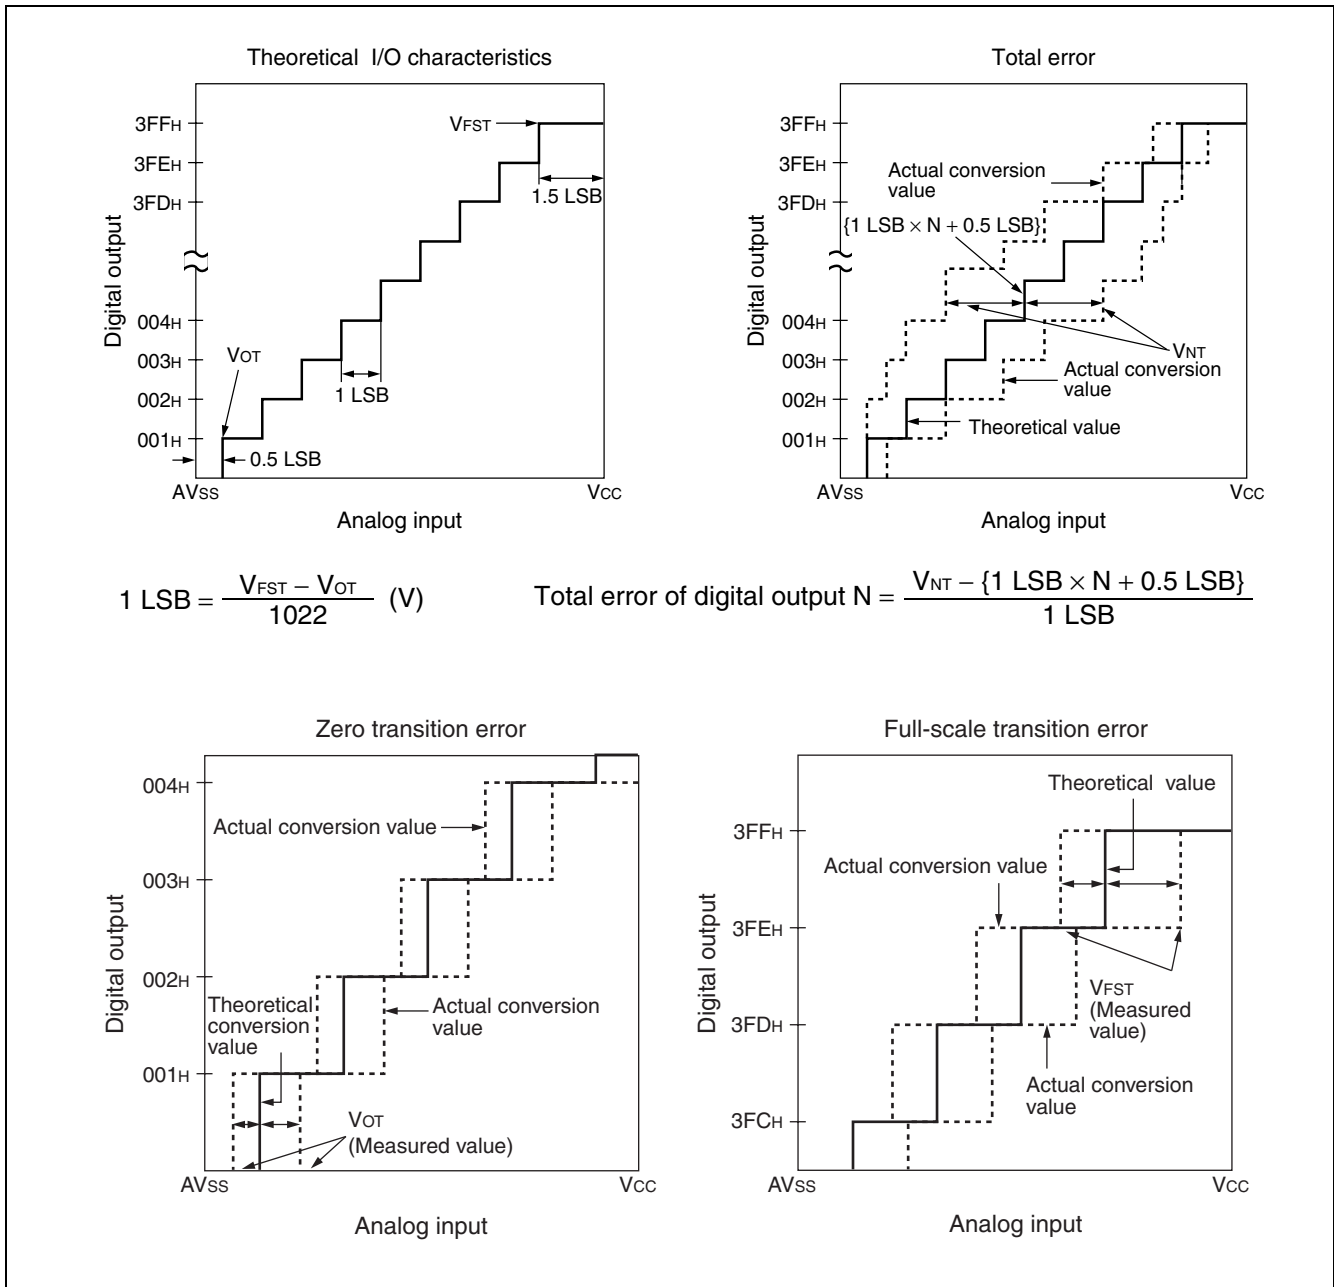 Theoretical I/O characteristics
3FFH
3FEH
3FDH
004H
003H
002H
001H
Digital output
VFST
1.5 LSB
VOT
1 LSB
0.5 LSB
AVSS
VCC
Analog input
Total error
3FFH
3FEH
3FDH
004H
003H
002H
001H
Digital output
Actual conversion
value
{1 LSB × N + 0.5 LSB}
VNT
Actual conversion
value
Theoretical value
AVSS
VCC
Analog input
1 LSB = VFST – VOT / 1022 (V)
Total error of digital output N = VNT – {1 LSB × N + 0.5 LSB} / 1 LSB
Zero transition error
004H
003H
002H
001H
Digital output
Actual conversion value
Theoretical
conversion
value
Actual conversion
value
VOT
(Measured value)
AVSS
VCC
Analog input
Full-scale transition error
3FFH
3FEH
3FDH
3FCH
Digital output
Theoretical value
Actual conversion value
VFST
(Measured
value)
Actual conversion
value
AVSS
VCC
Analog input